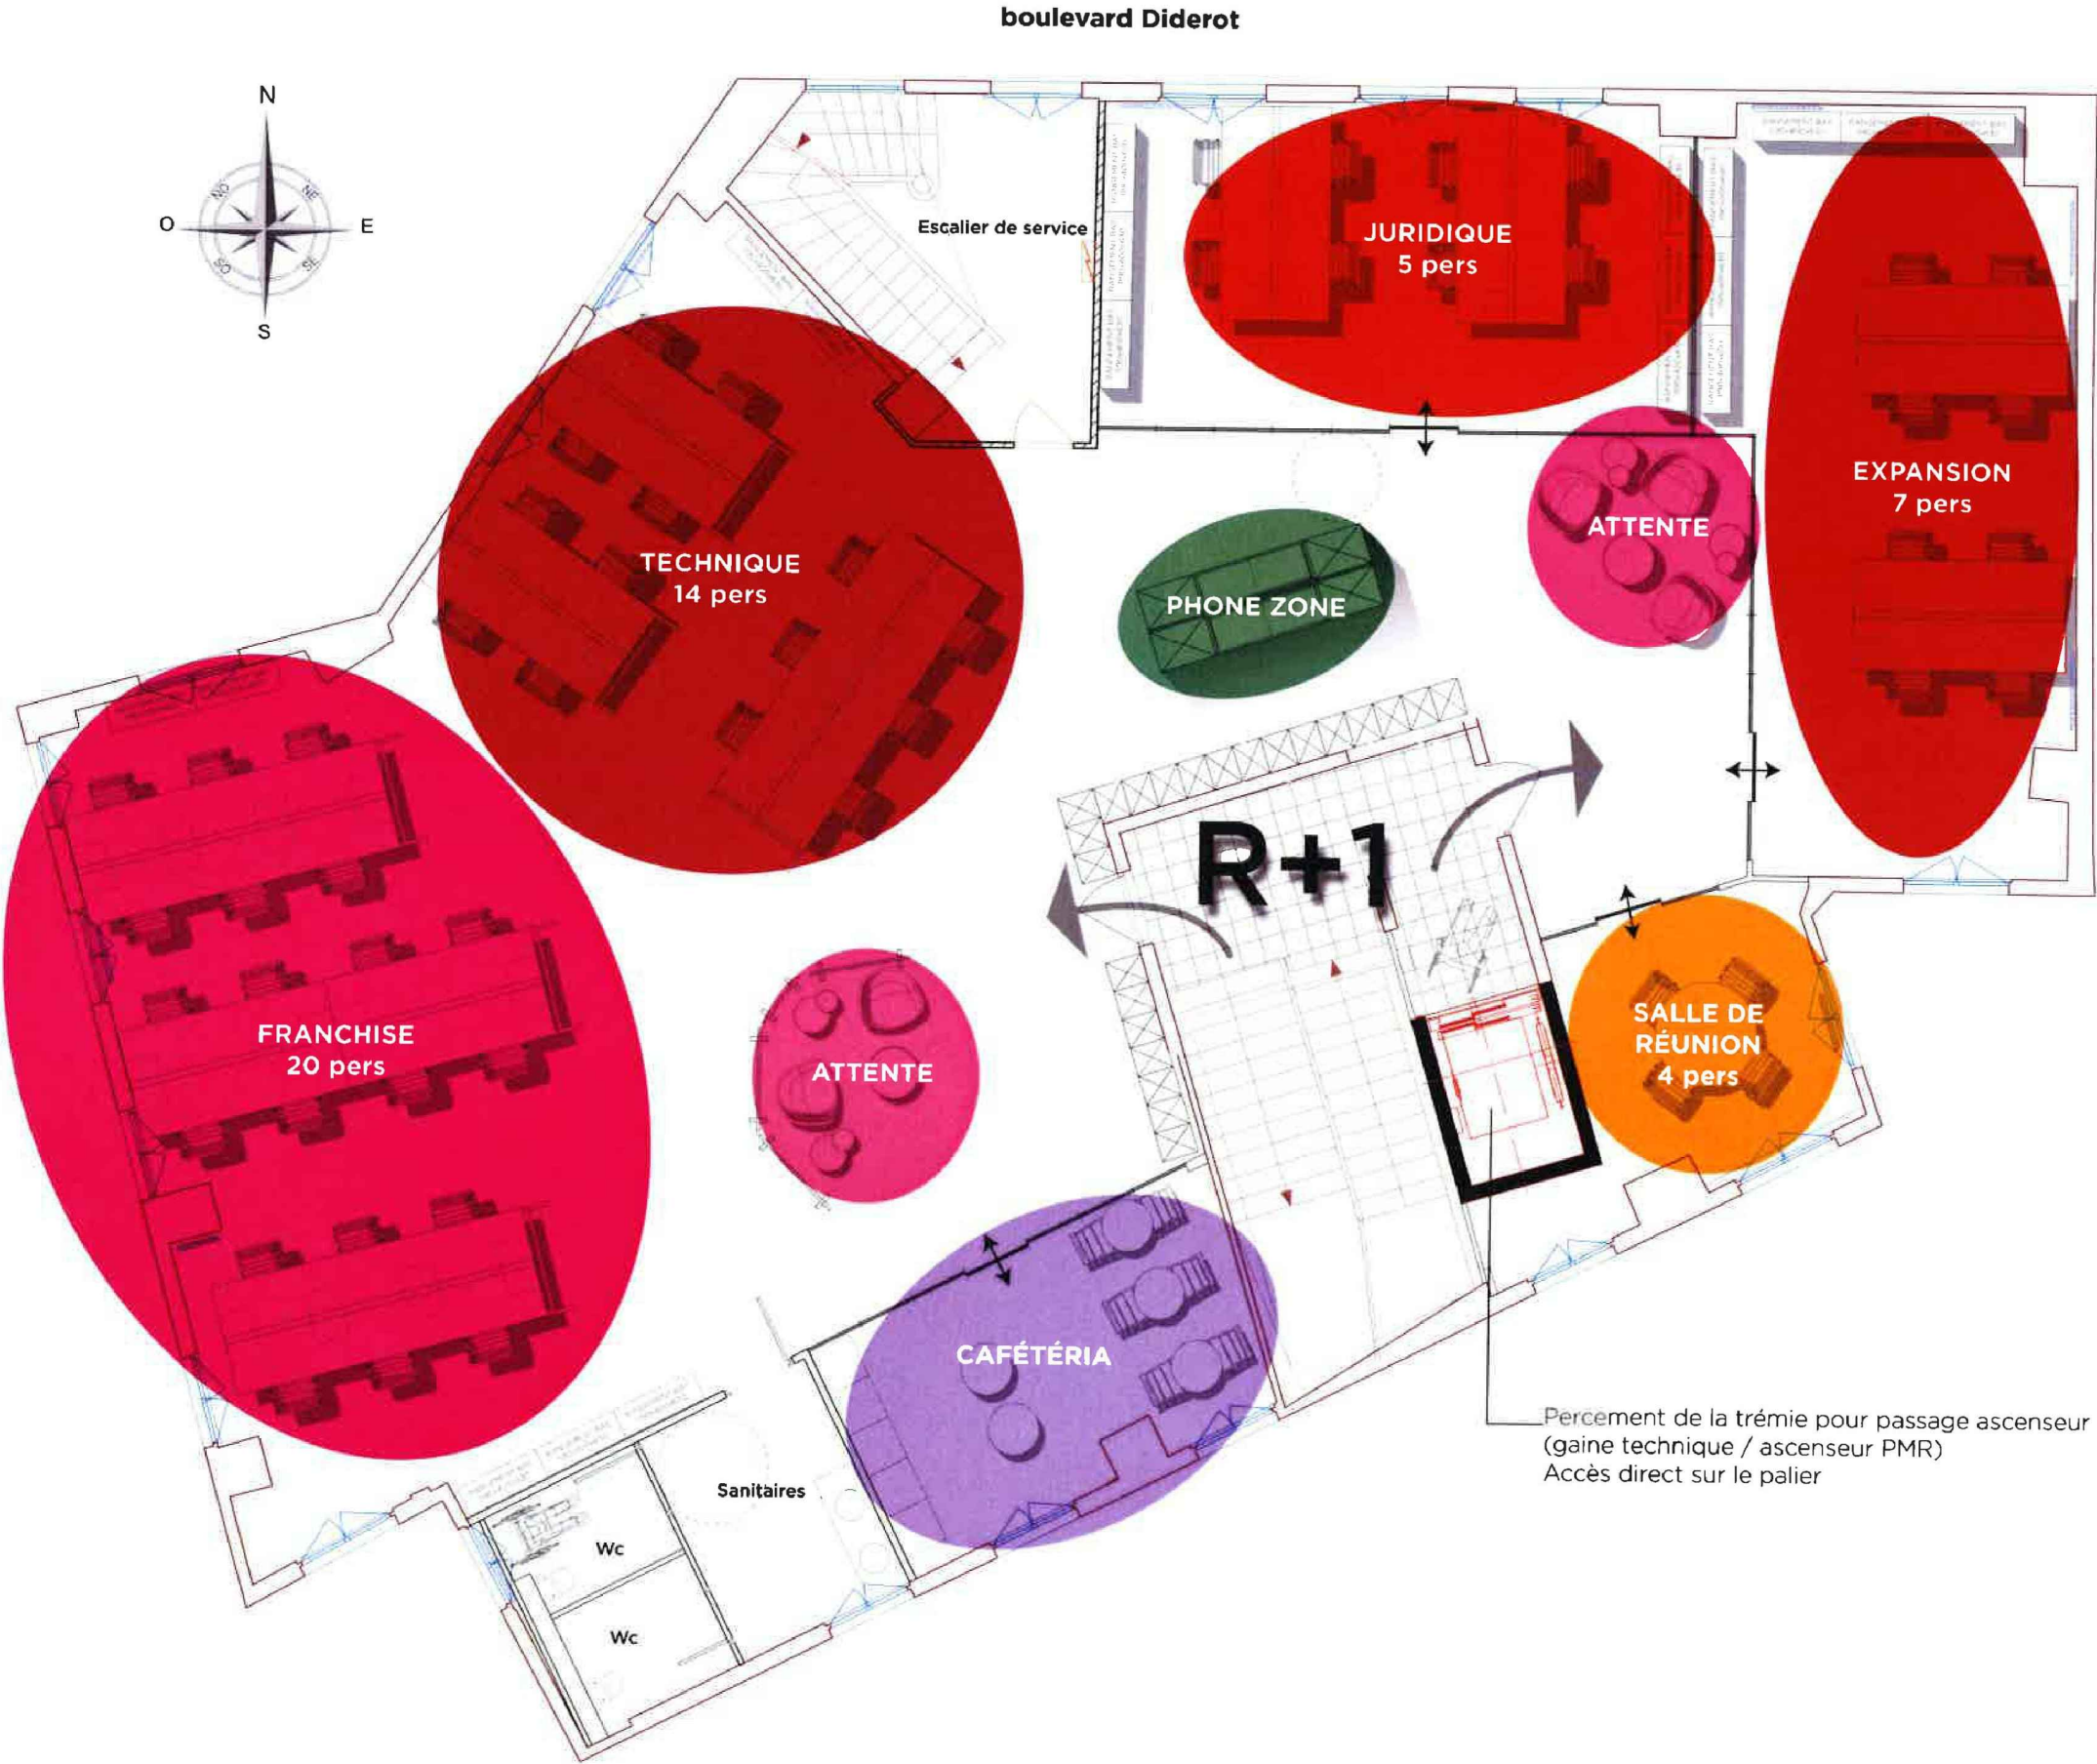 boulevard Diderot
N
NO
NE
O
E
SO
SE
S
Escalier de service
JURIDIQUE
5 pers
EXPANSION
7 pers
ATTENTE
TECHNIQUE
14 pers
PHONE ZONE
R+1
FRANCHISE
20 pers
ATTENTE
SALLE DE
RÉUNION
4 pers
CAFÉTÉRIA
Percement de la trémie pour passage ascenseur
(gaine technique / ascenseur PMR)
Accès direct sur le palier
Sanitaires
Wc
Wc